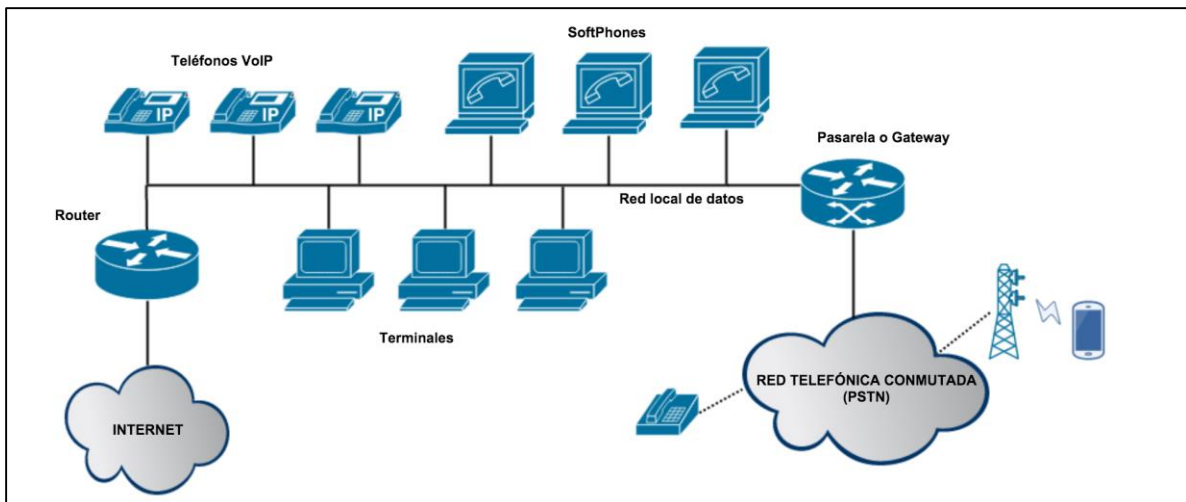 SoftPhones
Teléfonos VoIP
IP
IP
IP
Pasarela o Gateway
Red local de datos
Router
Terminales
RED TELEFÓNICA CONMUTADA
(PSTN)
INTERNET